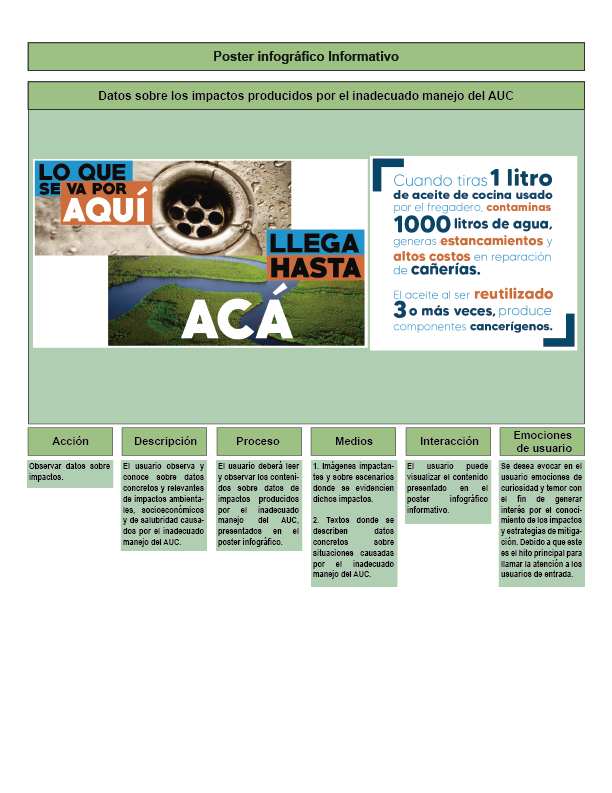 Poster infográfico Informativo
Datos sobre los impactos producidos por el inadecuado manejo del AUC
LO QUE
SE VA POR
AQUÍ
LLEGA
HASTA
ACÁ
Cuando tiras 1 litro
de aceite de cocina usado
por el fregadero, contaminas
1000 litros de agua,
generas estancamientos y
altos costos en reparación
de cañerías.
El aceite al ser reutilizado
3 o más veces, produce
componentes cancerígenos.
Acción
Observar datos sobre
impactos.
Descripción
El usuario observa y
conoce sobre datos
concretos y relevantes
de impactos ambienta-
les, socioeconómicos
y de salubridad causa-
dos por el inadecuado
manejo del AUC.
Proceso
El usuario deberá leer
y observar los conteni-
dos sobre datos de
impactos producidos
por el inadecuado
manejo del AUC,
presentados en el
poster infográfico.
Medios
1. Imágenes impactan-
tes y sobre escenarios
donde se evidencien
dichos impactos.
2. Textos donde se
describen datos
concretos sobre
situaciones causadas
por el inadecuado
manejo del AUC.
Interacción
El usuario puede
visualizar el contenido
presentado en el
poster infográfico
informativo.
Emociones
de usuario
Se desea evocar en el
usuario emociones de
curiosidad y temor con
el fin de generar
interés por el conoci-
miento de los impactos
y estrategias de mitiga-
ción. Debido a que este
es el hito principal para
llamar la atención a los
usuarios de entrada.